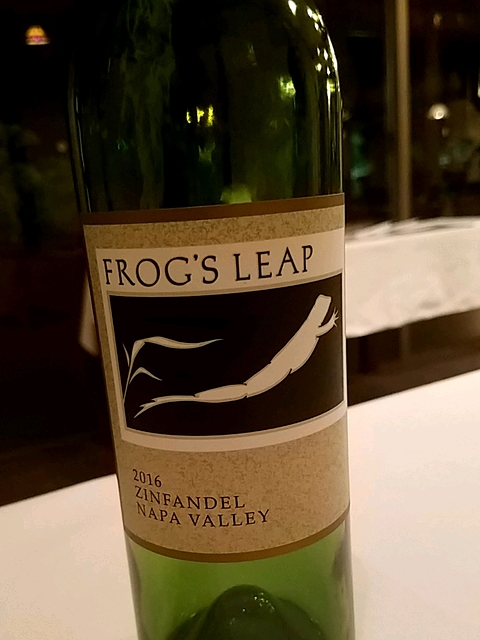 FROG'S LEAP
2016
ZINFANDEL
NAPA VALLEY